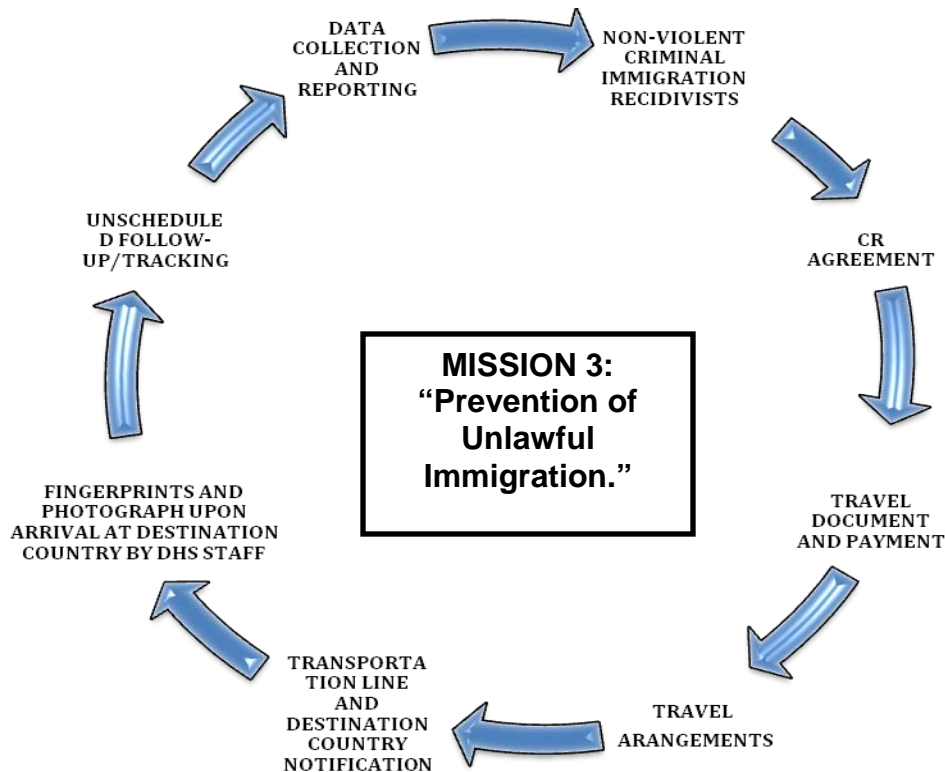 DATA
COLLECTION
AND
REPORTING
NON-VIOLENT
CRIMINAL
IMMIGRATION
RECIDIVISTS
CR
AGREEMENT
TRAVEL
DOCUMENT
AND PAYMENT
TRAVEL
ARANGEMENTS
TRANSPORTA
TION LINE
AND
DESTINATION
COUNTRY
NOTIFICATION
FINGERPRINTS AND
PHOTOGRAPH UPON
ARRIVAL AT DESTINATION
COUNTRY BY DHS STAFF
UNSCHEDULE
D FOLLOW-
UP/TRACKING
MISSION 3:
“Prevention of
Unlawful
Immigration.”